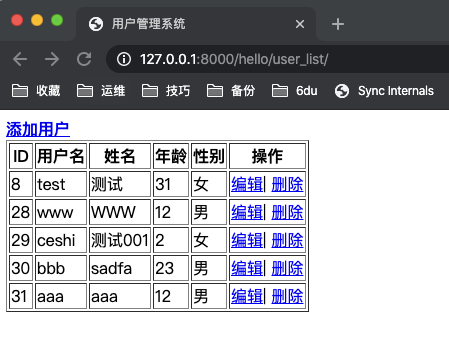 用户管理系统
127.0.0.1:8000/hello/user_list/
收藏 运维 技巧 备份 6du Sync Internals
添加用户
ID 用户名 姓名 年龄 性别 操作
8 test 测试 31 女 编辑| 删除
28 www WWW 12 男 编辑| 删除
29 ceshi 测试001 2 女 编辑| 删除
30 bbb sadfa 23 男 编辑| 删除
31 aaa aaa 12 男 编辑| 删除